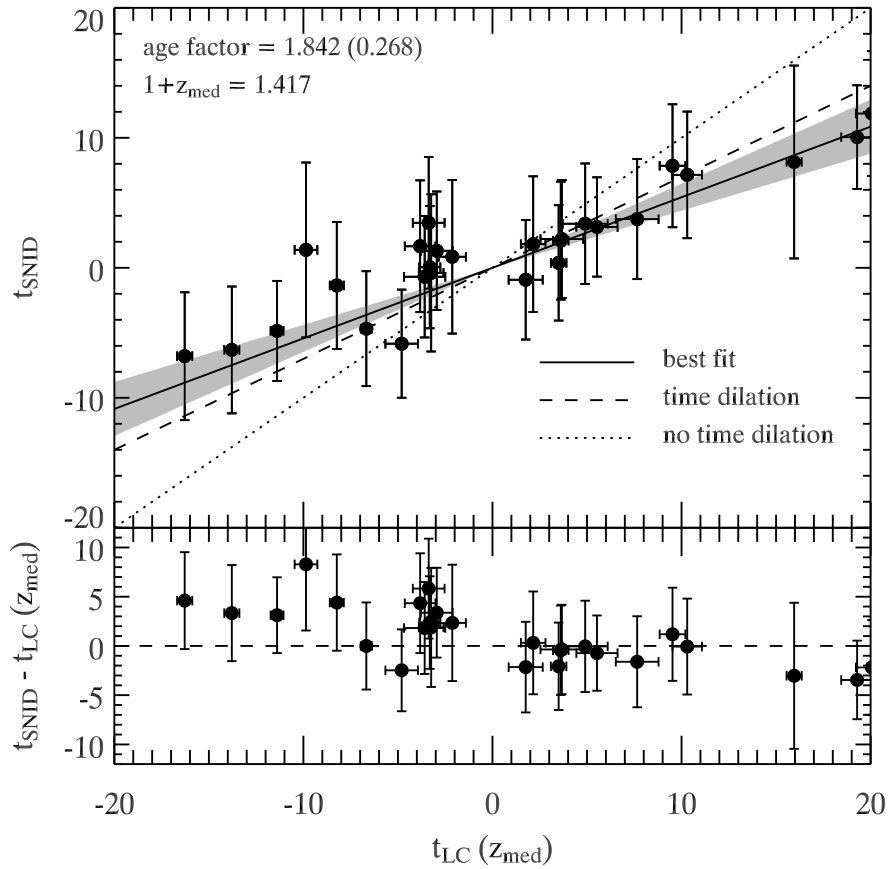 20
age factor = 1.842 (0.268)
1+z_med = 1.417
10
t_SNID
0
best fit
-10
time dilation
no time dilation
-20
10
5
t_SNID - t_LC (z_med)
0
-5
-10
-20 -10 0 10 20
t_LC (z_med)